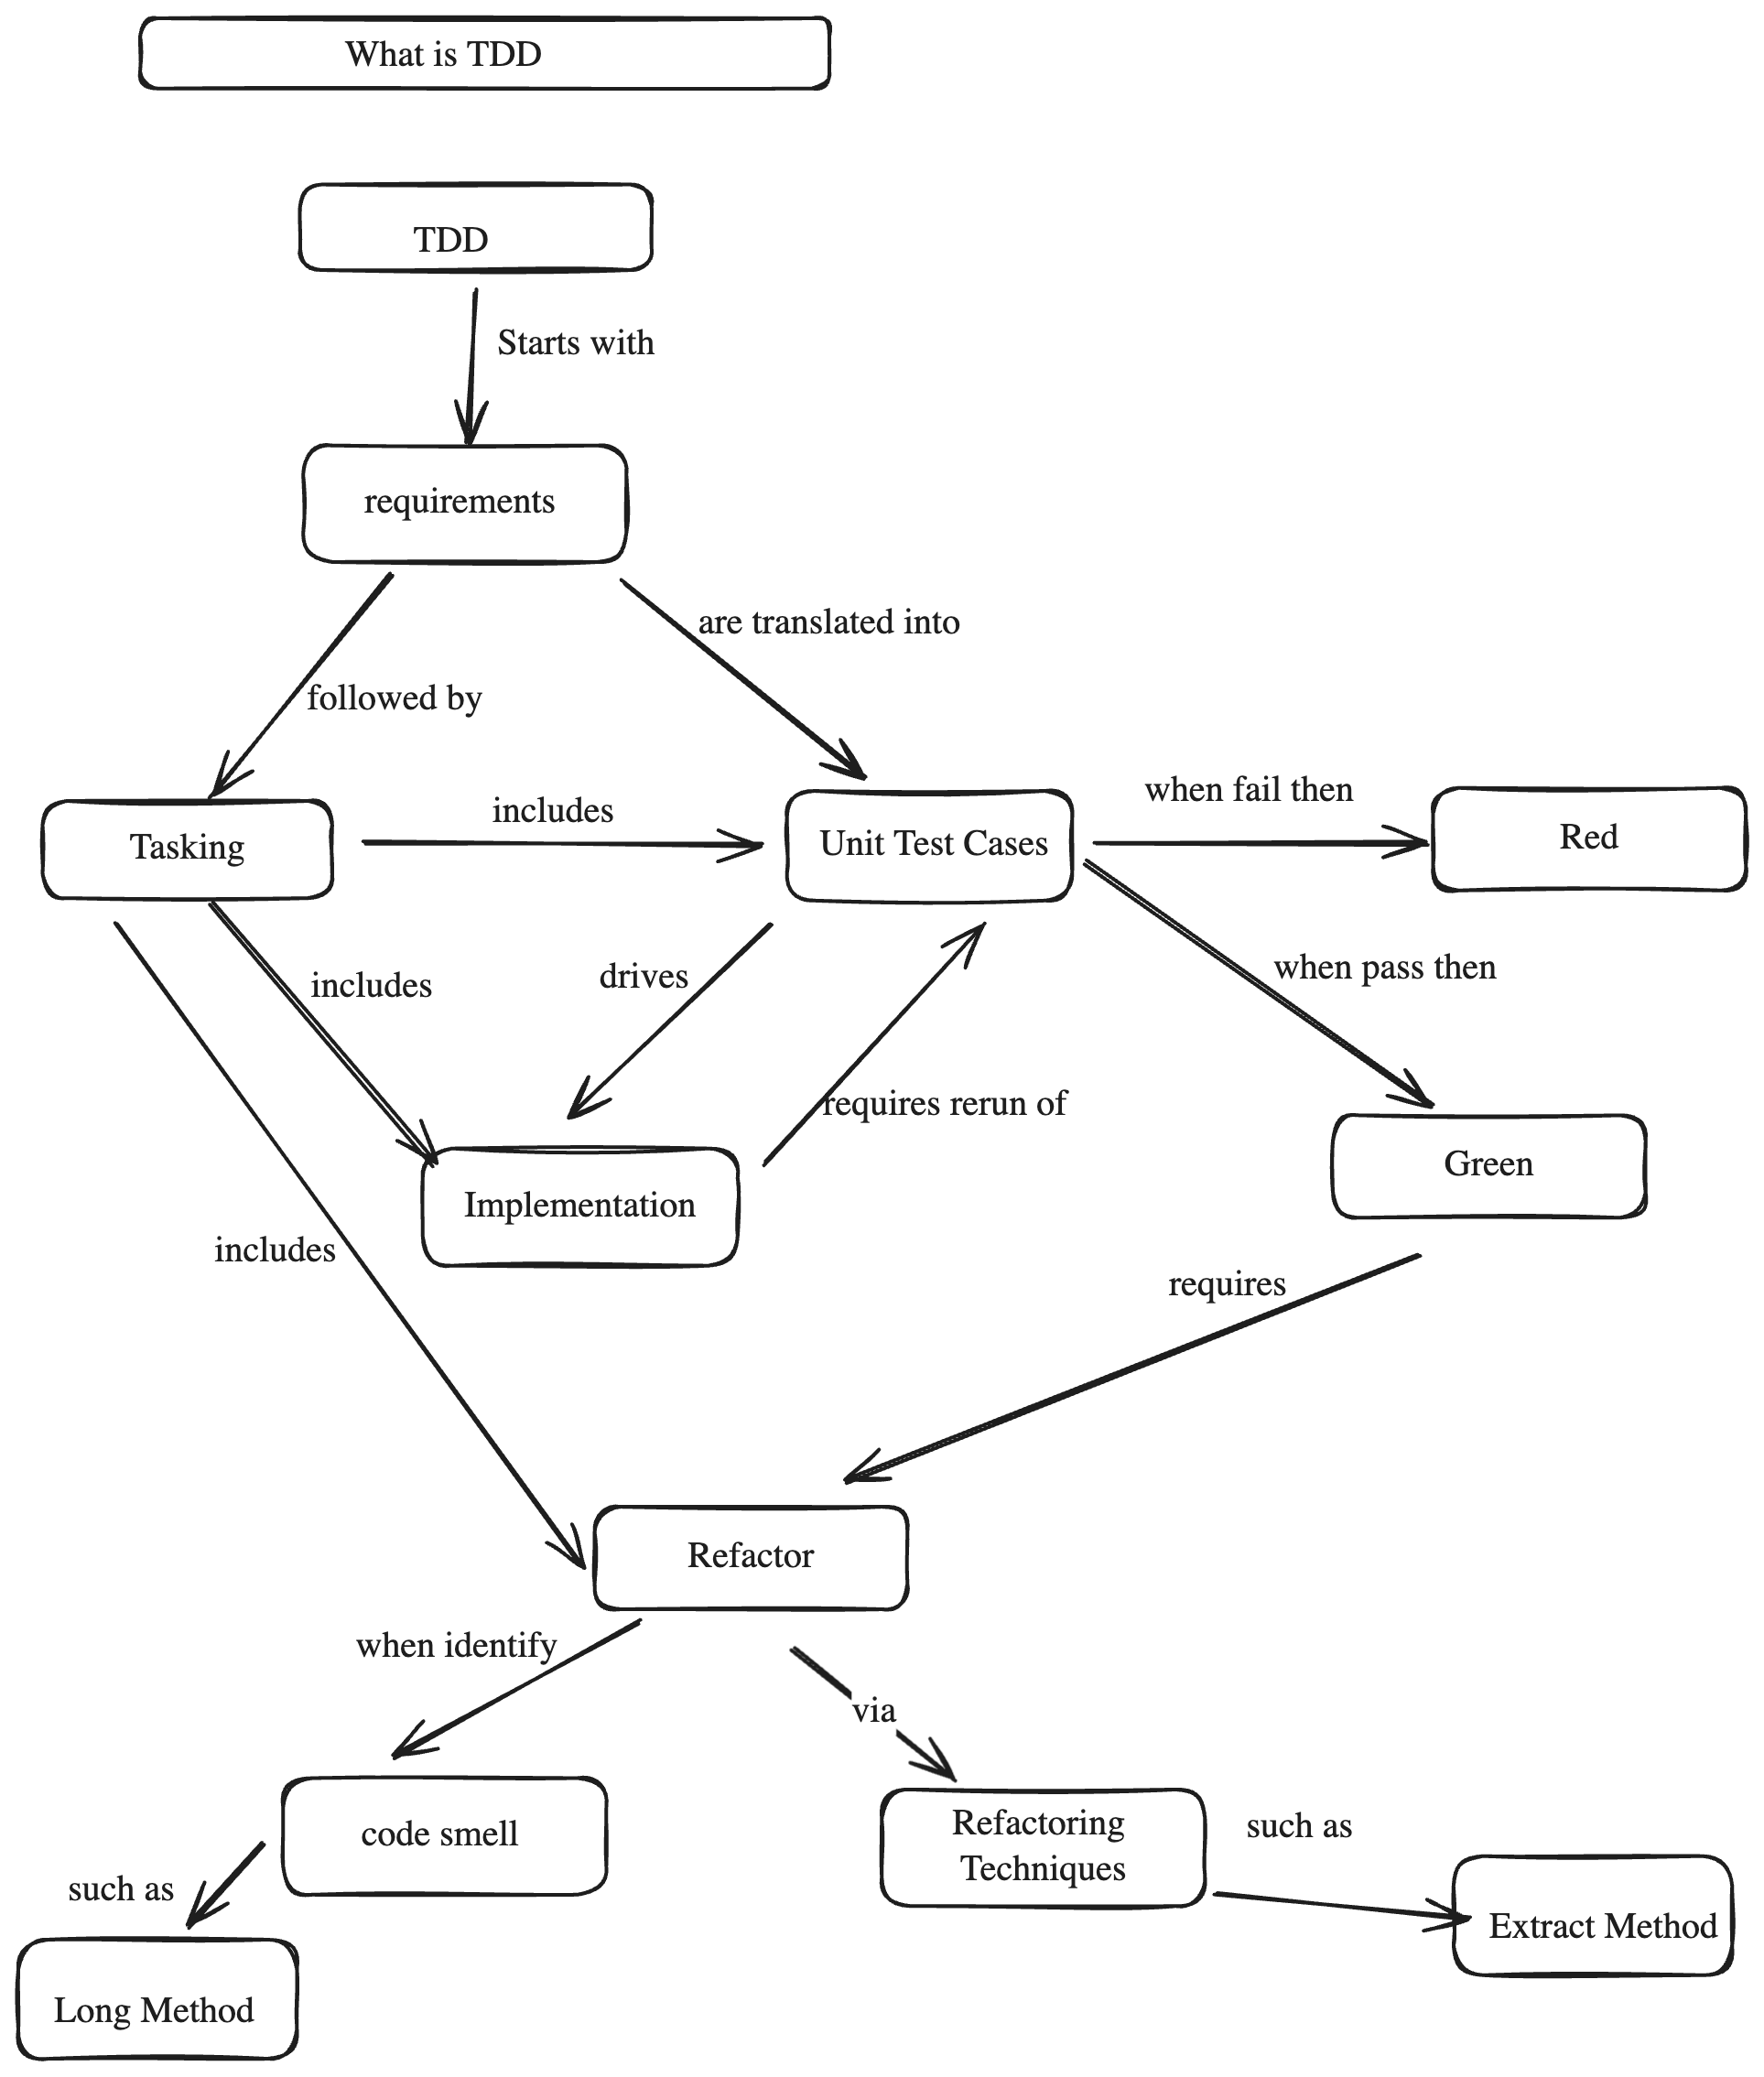 What is TDD
TDD
Starts with
requirements
are translated into
followed by
when fail then
includes
Tasking
Unit Test Cases
Red
includes
drives
when pass then
requires rerun of
Green
Implementation
includes
requires
Refactor
when identify
via
code smell
Refactoring
Techniques
such as
such as
Extract Method
Long Method